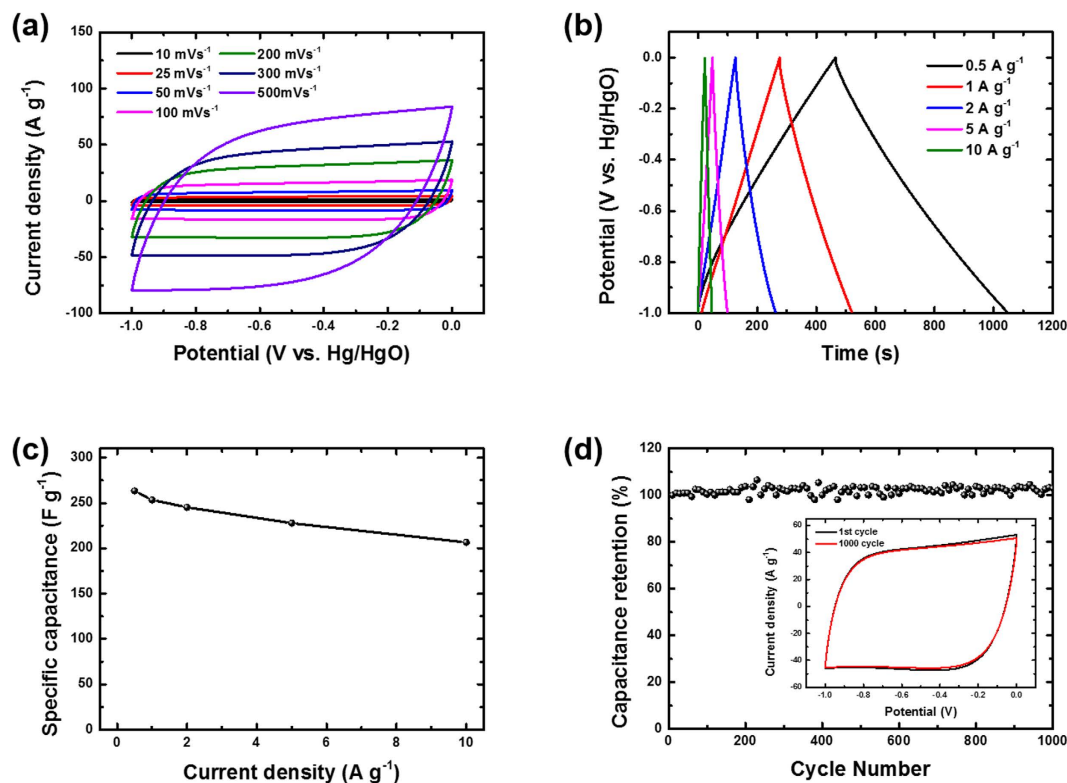 (a)
150
100
50
0
-50
-100
10 mVs⁻¹
25 mVs⁻¹
50 mVs⁻¹
100 mVs⁻¹
200 mVs⁻¹
300 mVs⁻¹
500mVs⁻¹
Current density (A g⁻¹)
-1.0 -0.8 -0.6 -0.4 -0.2 0.0
Potential (V vs. Hg/HgO)
(b)
0.0
-0.2
-0.4
-0.6
-0.8
-1.0
0.5 A g⁻¹
1 A g⁻¹
2 A g⁻¹
5 A g⁻¹
10 A g⁻¹
Potential (V vs. Hg/HgO)
0 200 400 600 800 1000 1200
Time (s)
(c)
300
250
200
150
100
50
0
Specific capacitance (F g⁻¹)
0 2 4 6 8 10
Current density (A g⁻¹)
(d)
120
100
80
60
40
20
0
Capacitance retention (%)
1st cycle
1000 cycle
60
40
20
0
-20
-40
-60
Current density (A g⁻¹)
-1.0 -0.8 -0.6 -0.4 -0.2 0.0
Potential (V)
0 200 400 600 800 1000
Cycle Number